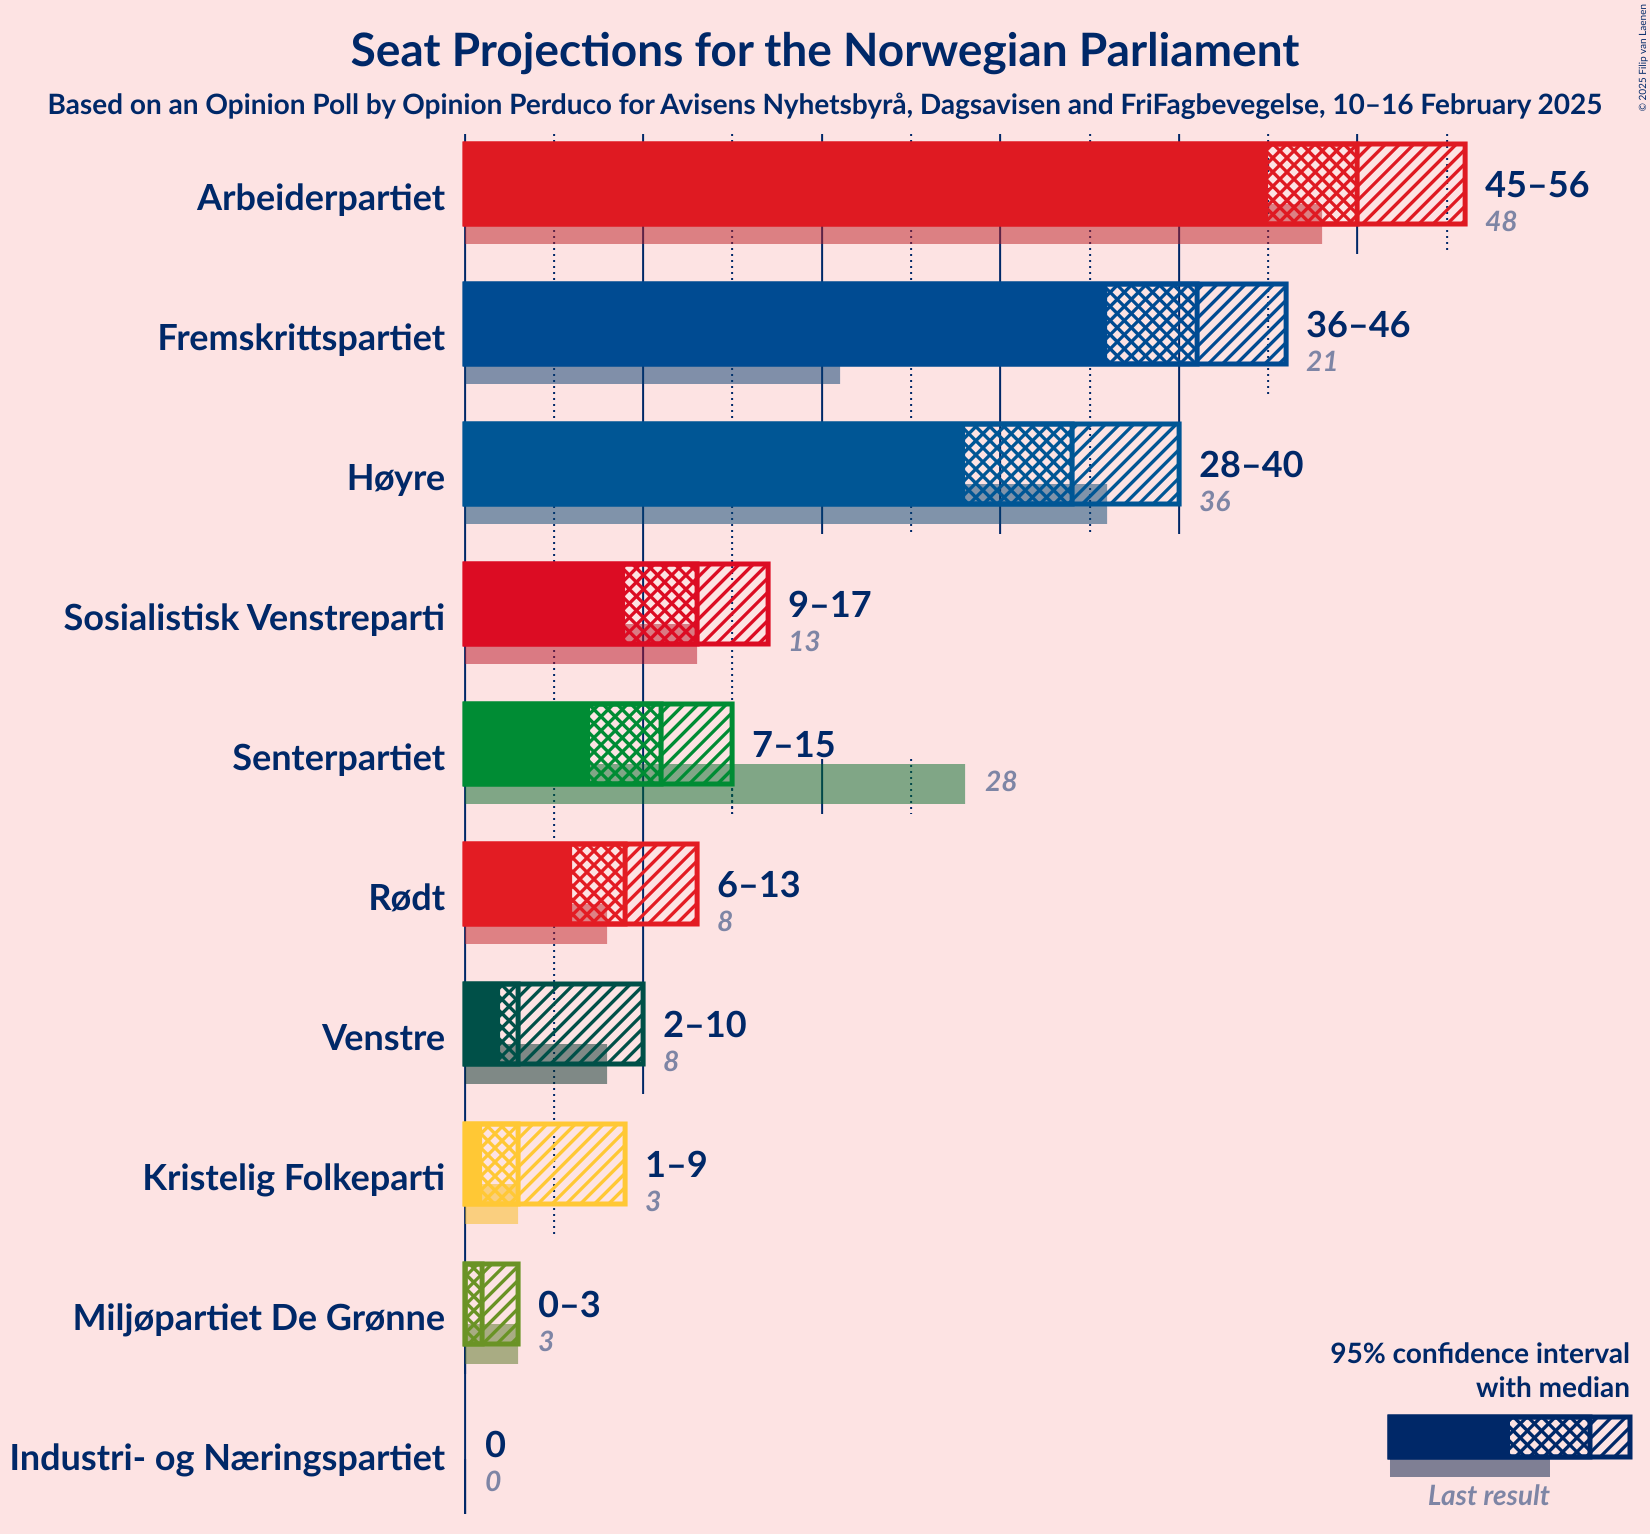 Seat Projections for the Norwegian Parliament
Based on an Opinion Poll by Opinion Perduco for Avisens Nyhetsbyrå, Dagsavisen and FriFagbevegelse, 10–16 February 2025
© 2025 Filip van Laenen
Arbeiderpartiet
45–56
48
Fremskrittspartiet
36–46
21
Høyre
28–40
36
Sosialistisk Venstreparti
9–17
13
Senterpartiet
7–15
28
Rødt
6–13
8
Venstre
2–10
8
Kristelig Folkeparti
1–9
3
Miljøpartiet De Grønne
0–3
3
Industri- og Næringspartiet
0
0
95% confidence interval
with median
Last result